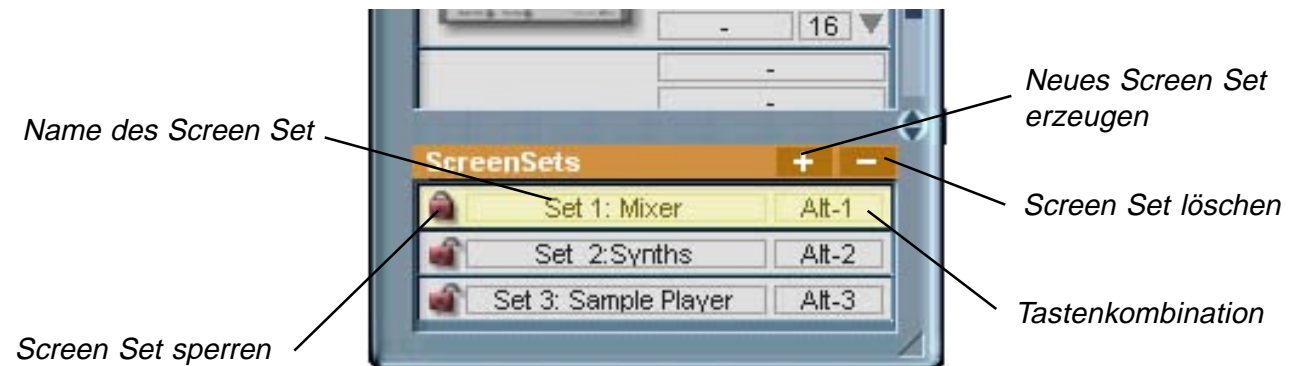 - 16
-
-
Neues Screen Set
erzeugen
Name des Screen Set
ScreenSets + −
Set 1: Mixer Alt-1
Screen Set löschen
Set 2:Synths Alt-2
Set 3: Sample Player Alt-3
Tastenkombination
Screen Set sperren